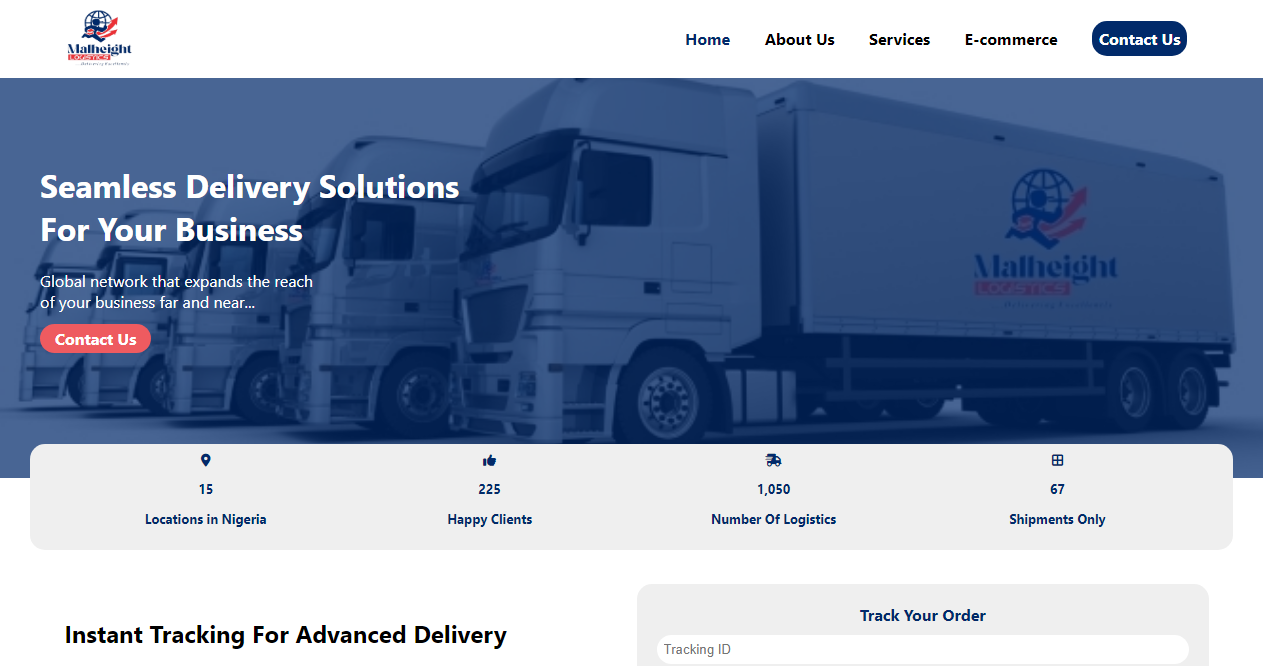 Malheight
LOGISTICS
Home
About Us
Services
E-commerce
Contact Us
Seamless Delivery Solutions
For Your Business
Global network that expands the reach
of your business far and near...
Contact Us
Malheight
LOGISTICS
Delivering Excellence
15
Locations in Nigeria
225
Happy Clients
1,050
Number Of Logistics
67
Shipments Only
Instant Tracking For Advanced Delivery
Track Your Order
Tracking ID